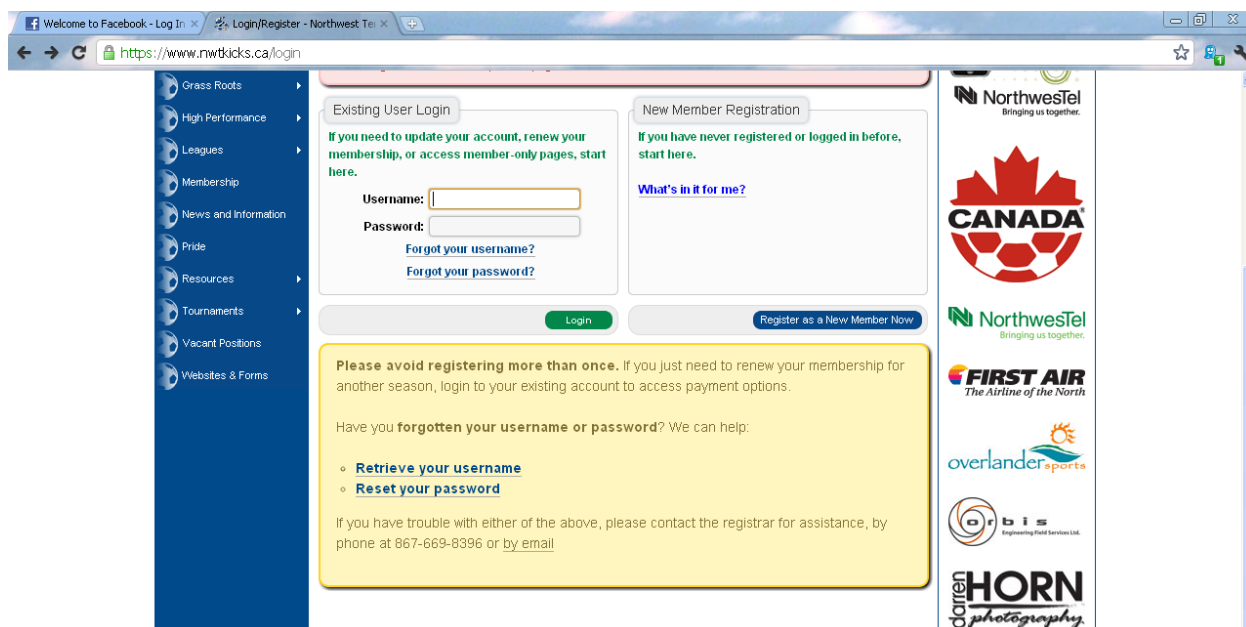 Welcome to Facebook - Log In
Login/Register - Northwest Ter
https://www.nwtkicks.ca/login
Grass Roots
High Performance
Leagues
Membership
News and Information
Pride
Resources
Tournaments
Vacant Positions
Websites & Forms
Existing User Login
If you need to update your account, renew your
membership, or access member-only pages, start
here.
Username:
Password:
Forgot your username?
Forgot your password?
Login
New Member Registration
If you have never registered or logged in before,
start here.
What's in it for me?
Register as a New Member Now
Please avoid registering more than once. If you just need to renew your membership for
another season, login to your existing account to access payment options.
Have you forgotten your username or password? We can help:
Retrieve your username
Reset your password
If you have trouble with either of the above, please contact the registrar for assistance, by
phone at 867-669-8396 or by email
NorthwesTel
Bringing us together.
CANADA
NorthwesTel
Bringing us together.
FIRST AIR
The Airline of the North
overlander sports
orbis
Engineering Field Services Ltd.
darren
HORN
photography